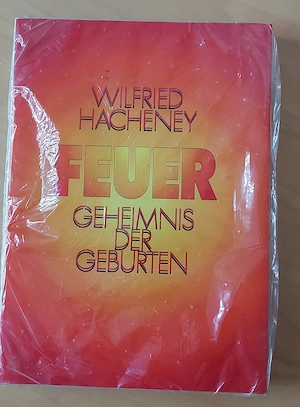 WILFRIED
HACHENEY
FEUER
GEHEIMNIS
DER
GEBURTEN